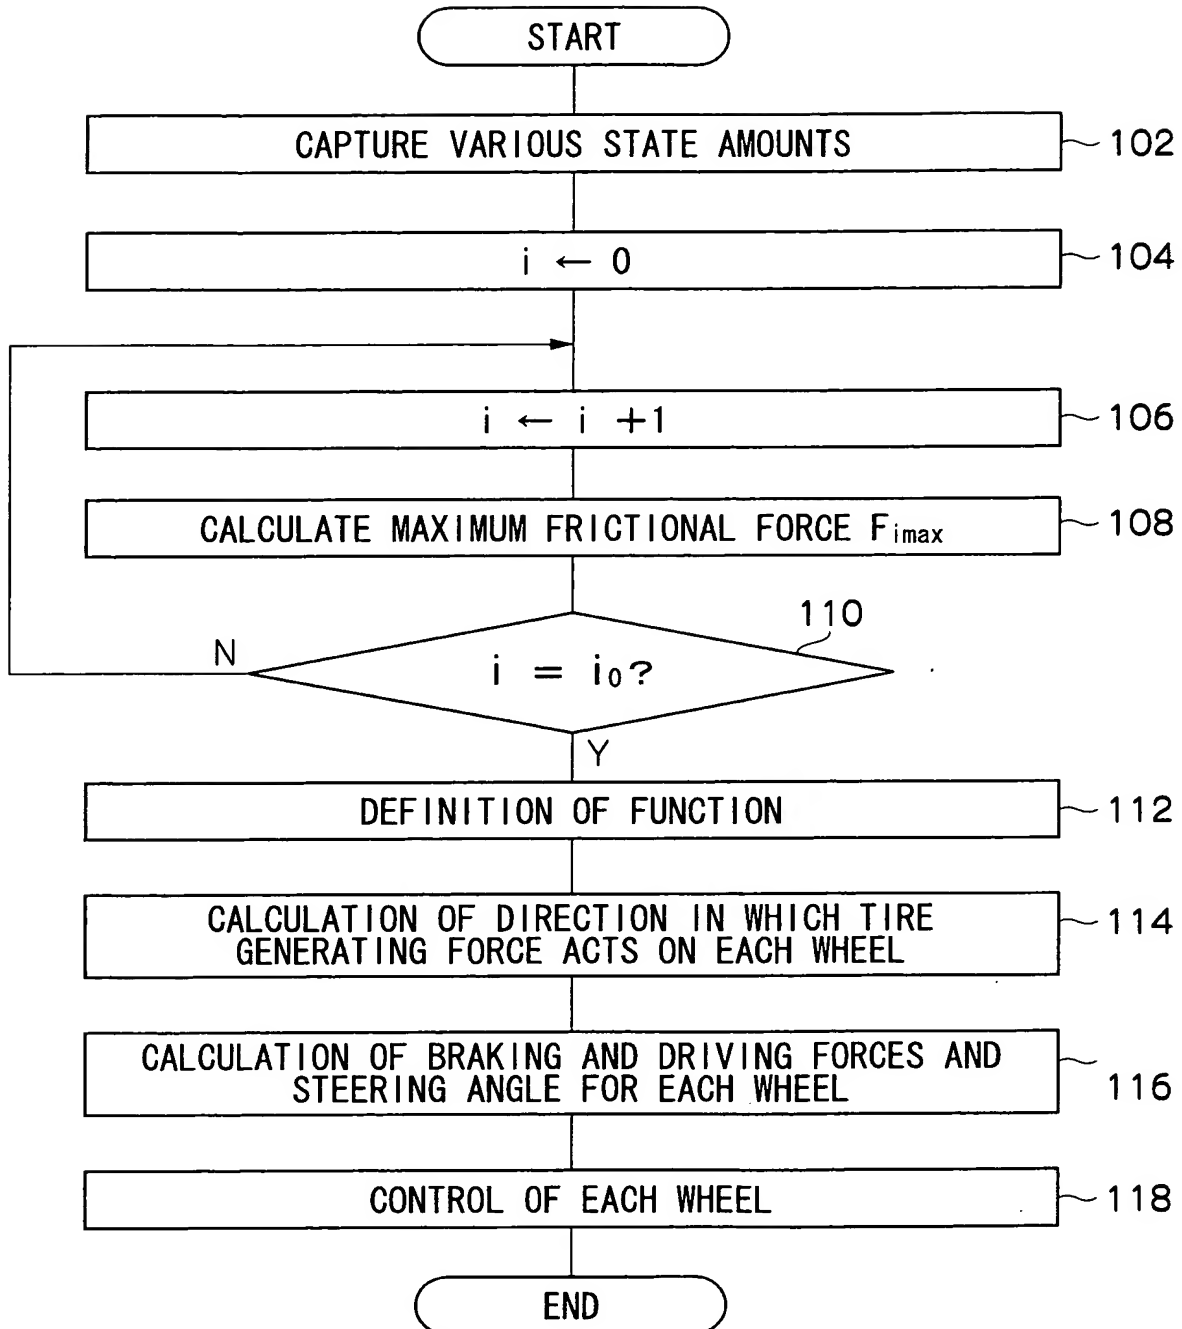 START
CAPTURE VARIOUS STATE AMOUNTS
102
i ← 0
104
i ← i +1
106
CALCULATE MAXIMUM FRICTIONAL FORCE Fimax
108
110
N
i = i0?
Y
DEFINITION OF FUNCTION
112
CALCULATION OF DIRECTION IN WHICH TIRE
GENERATING FORCE ACTS ON EACH WHEEL
114
CALCULATION OF BRAKING AND DRIVING FORCES AND
STEERING ANGLE FOR EACH WHEEL
116
CONTROL OF EACH WHEEL
118
END